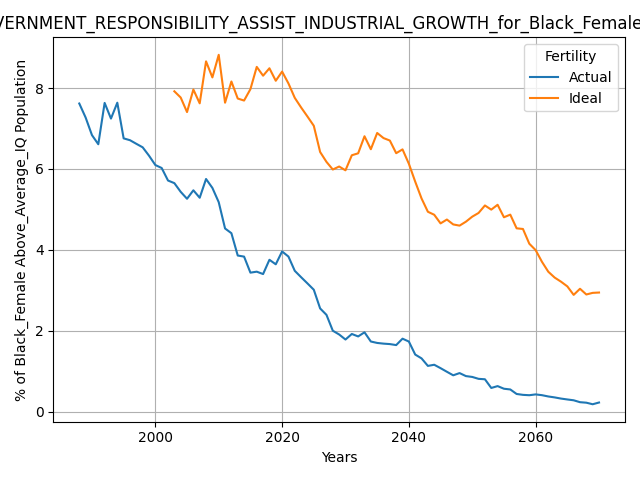 VERNMENT_RESPONSIBILITY_ASSIST_INDUSTRIAL_GROWTH_for_Black_Female
Fertility
Actual
Ideal
% of Black_Female Above_Average_IQ Population
8
6
4
2
0
2000 2020 2040 2060
Years